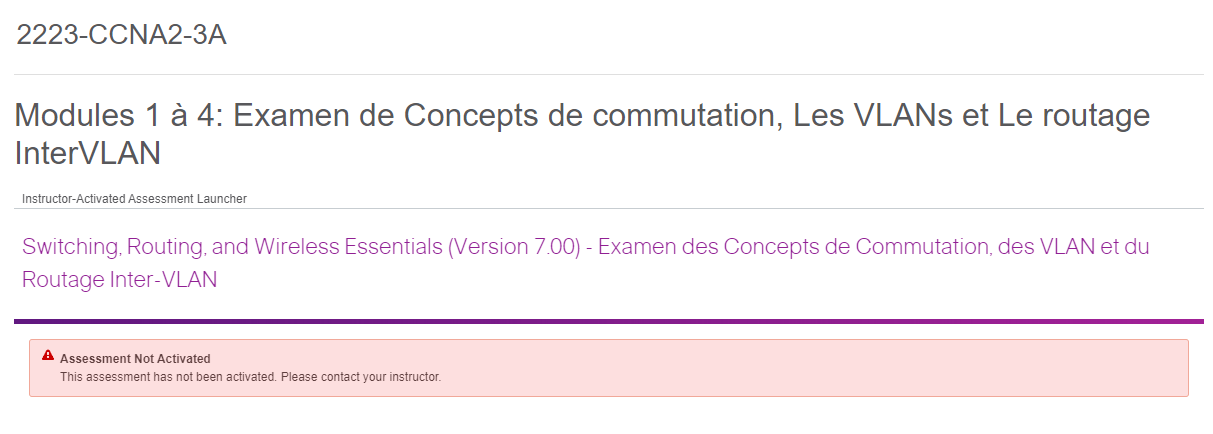 2223-CCNA2-3A
Modules 1 à 4: Examen de Concepts de commutation, Les VLANs et Le routage
InterVLAN
Instructor-Activated Assessment Launcher
Switching, Routing, and Wireless Essentials (Version 7.00) - Examen des Concepts de Commutation, des VLAN et du
Routage Inter-VLAN
Assessment Not Activated
This assessment has not been activated. Please contact your instructor.